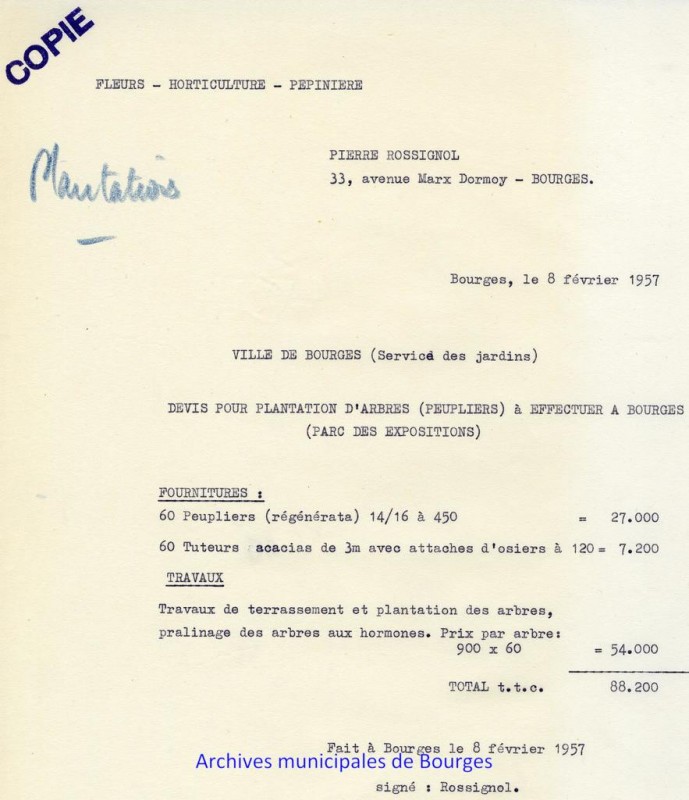 COPIE
FLEURS - HORTICULTURE - PEPINIERE
Plantations
PIERRE ROSSIGNOL
33, avenue Marx Dormoy - BOURGES.
Bourges, le 8 février 1957
VILLE DE BOURGES (Service des jardins)
DEVIS POUR PLANTATION D'ARBRES (PEUPLIERS) à EFFECTUER A BOURGES
(PARC DES EXPOSITIONS)
FOURNITURES :
60 Peupliers (régénérata) 14/16 à 450 = 27.000
60 Tuteurs acacias de 3m avec attaches d'osiers à 120 = 7.200
TRAVAUX
Travaux de terrassement et plantation des arbres,
pralinage des arbres aux hormones. Prix par arbre:
900 x 60 = 54.000
TOTAL t.t.c. 88.200
Fait à Bourges le 8 février 1957
Archives municipales de Bourges
signé : Rossignol.